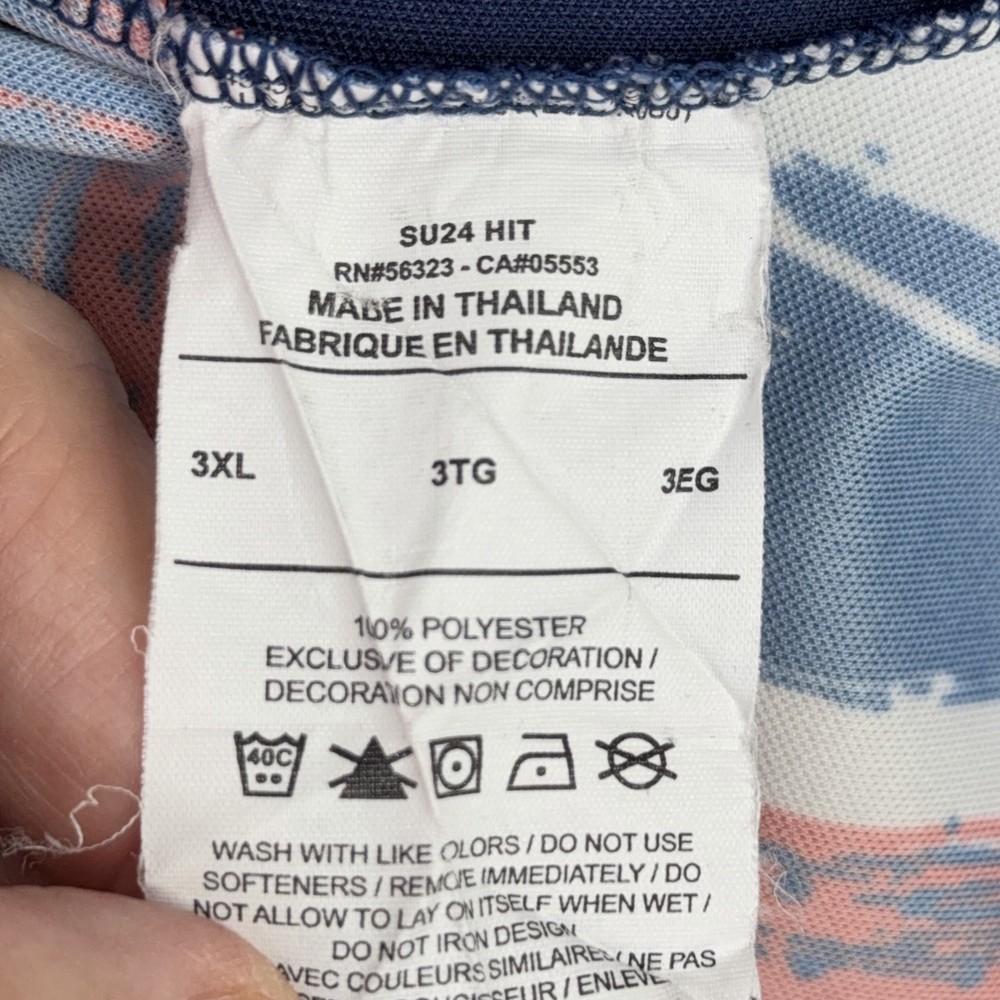 SU24 HIT
RN#56323 - CA#05553
MADE IN THAILAND
FABRIQUE EN THAILANDE
3XL 3TG 3EG
100% POLYESTER
EXCLUSIVE OF DECORATION /
DECORATION NON COMPRISE
40C
WASH WITH LIKE COLORS / DO NOT USE
SOFTENERS / REMOVE IMMEDIATELY / DO
NOT ALLOW TO LAY ON ITSELF WHEN WET /
DO NOT IRON DESIGN
AVEC COULEURS SIMILAIRES / NE PAS
/ ENLEVE